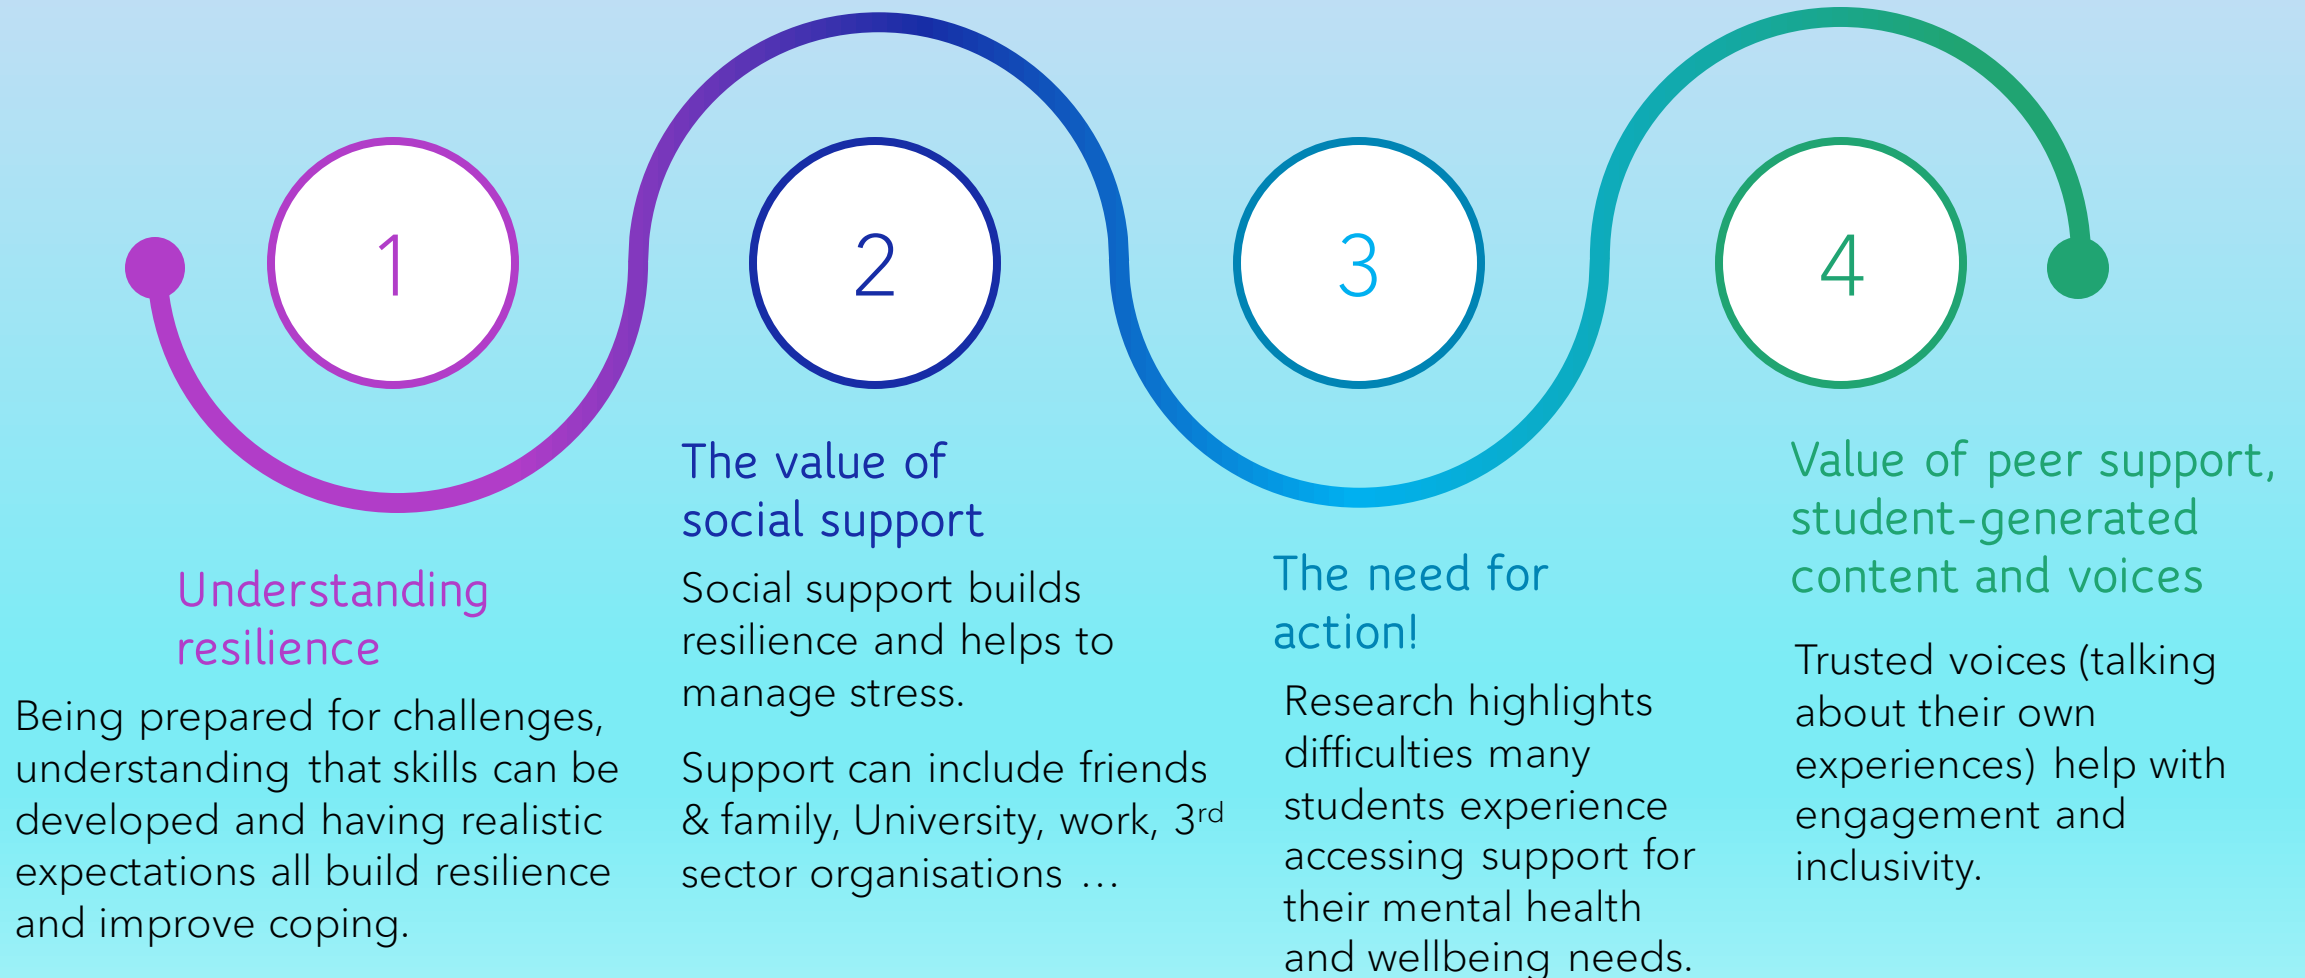 1
Understanding
resilience
Being prepared for challenges,
understanding that skills can be
developed and having realistic
expectations all build resilience
and improve coping.
2
The value of
social support
Social support builds
resilience and helps to
manage stress.
Support can include friends
& family, University, work, 3rd
sector organisations ...
3
The need for
action!
Research highlights
difficulties many
students experience
accessing support for
their mental health
and wellbeing needs.
4
Value of peer support,
student-generated
content and voices
Trusted voices (talking
about their own
experiences) help with
engagement and
inclusivity.